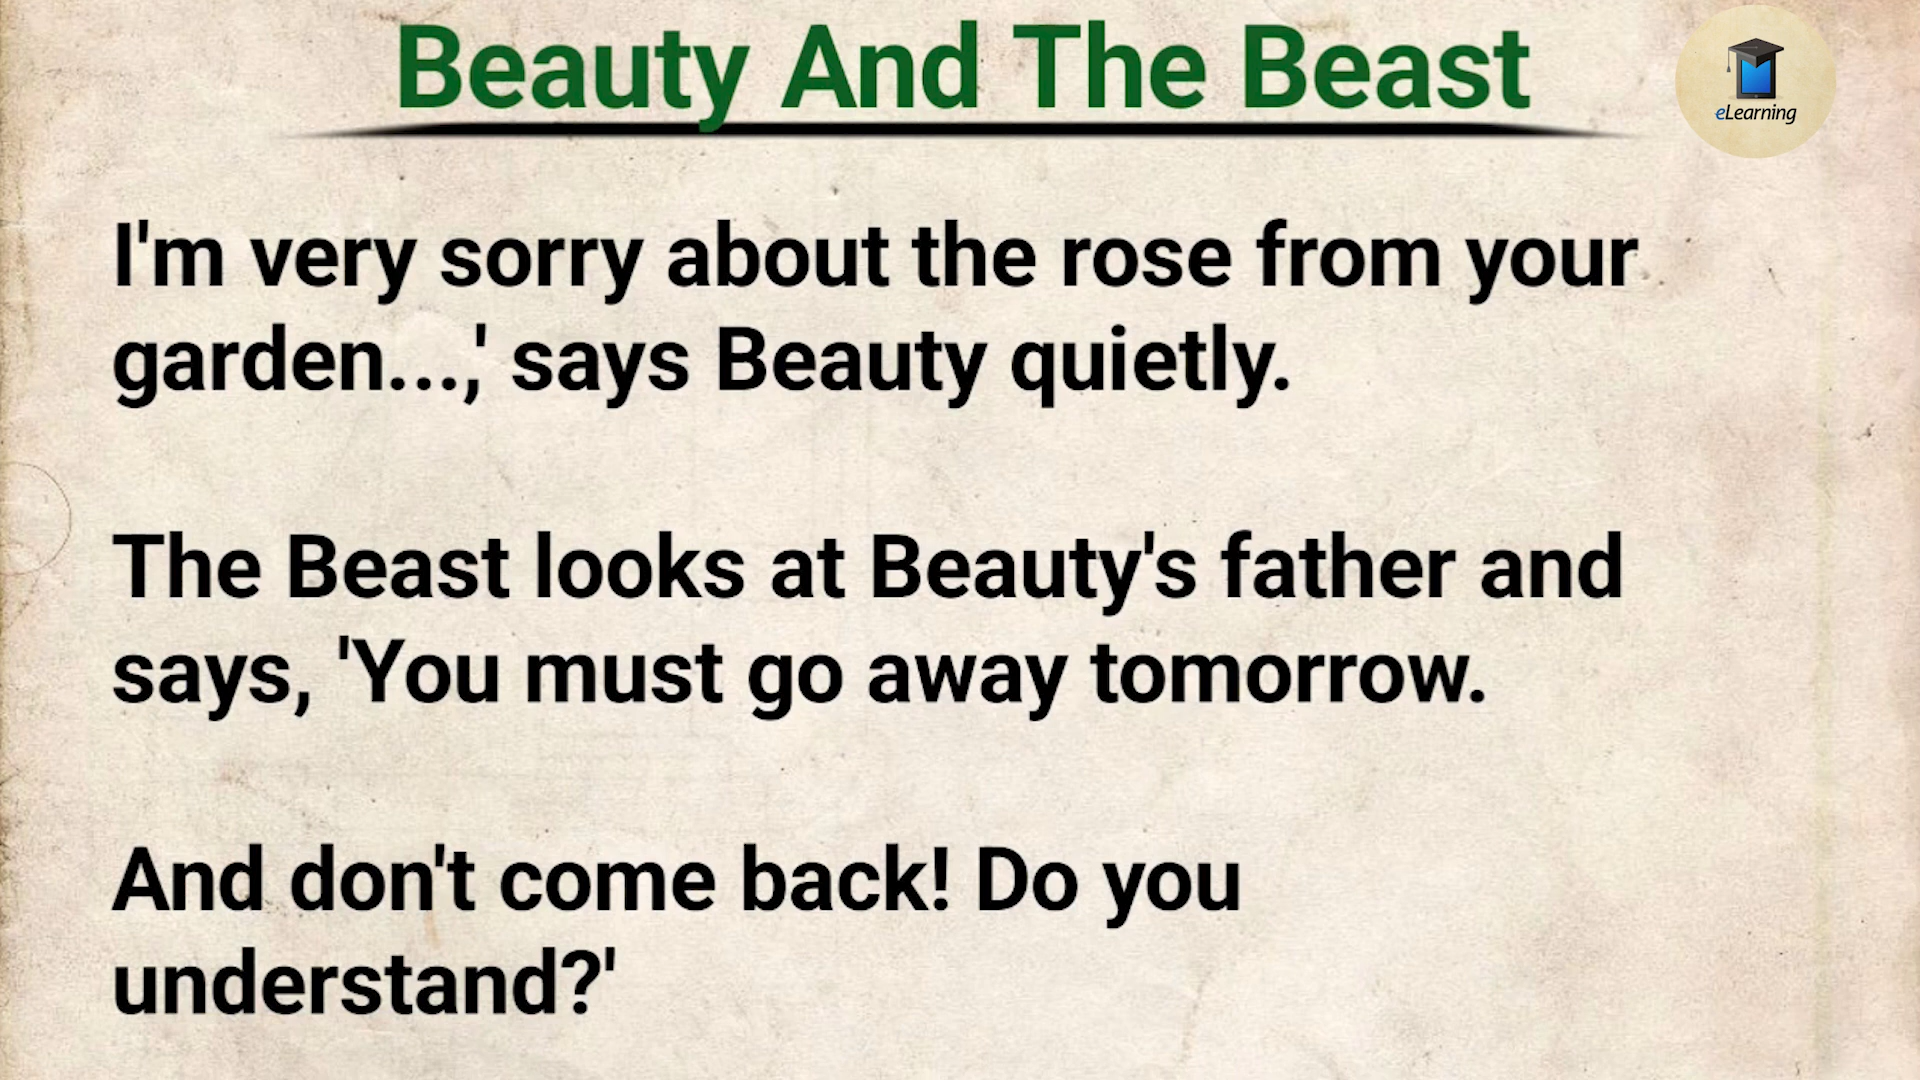 Beauty And The Beast
eLearning
I'm very sorry about the rose from your
garden...,' says Beauty quietly.
The Beast looks at Beauty's father and
says, 'You must go away tomorrow.
And don't come back! Do you
understand?'